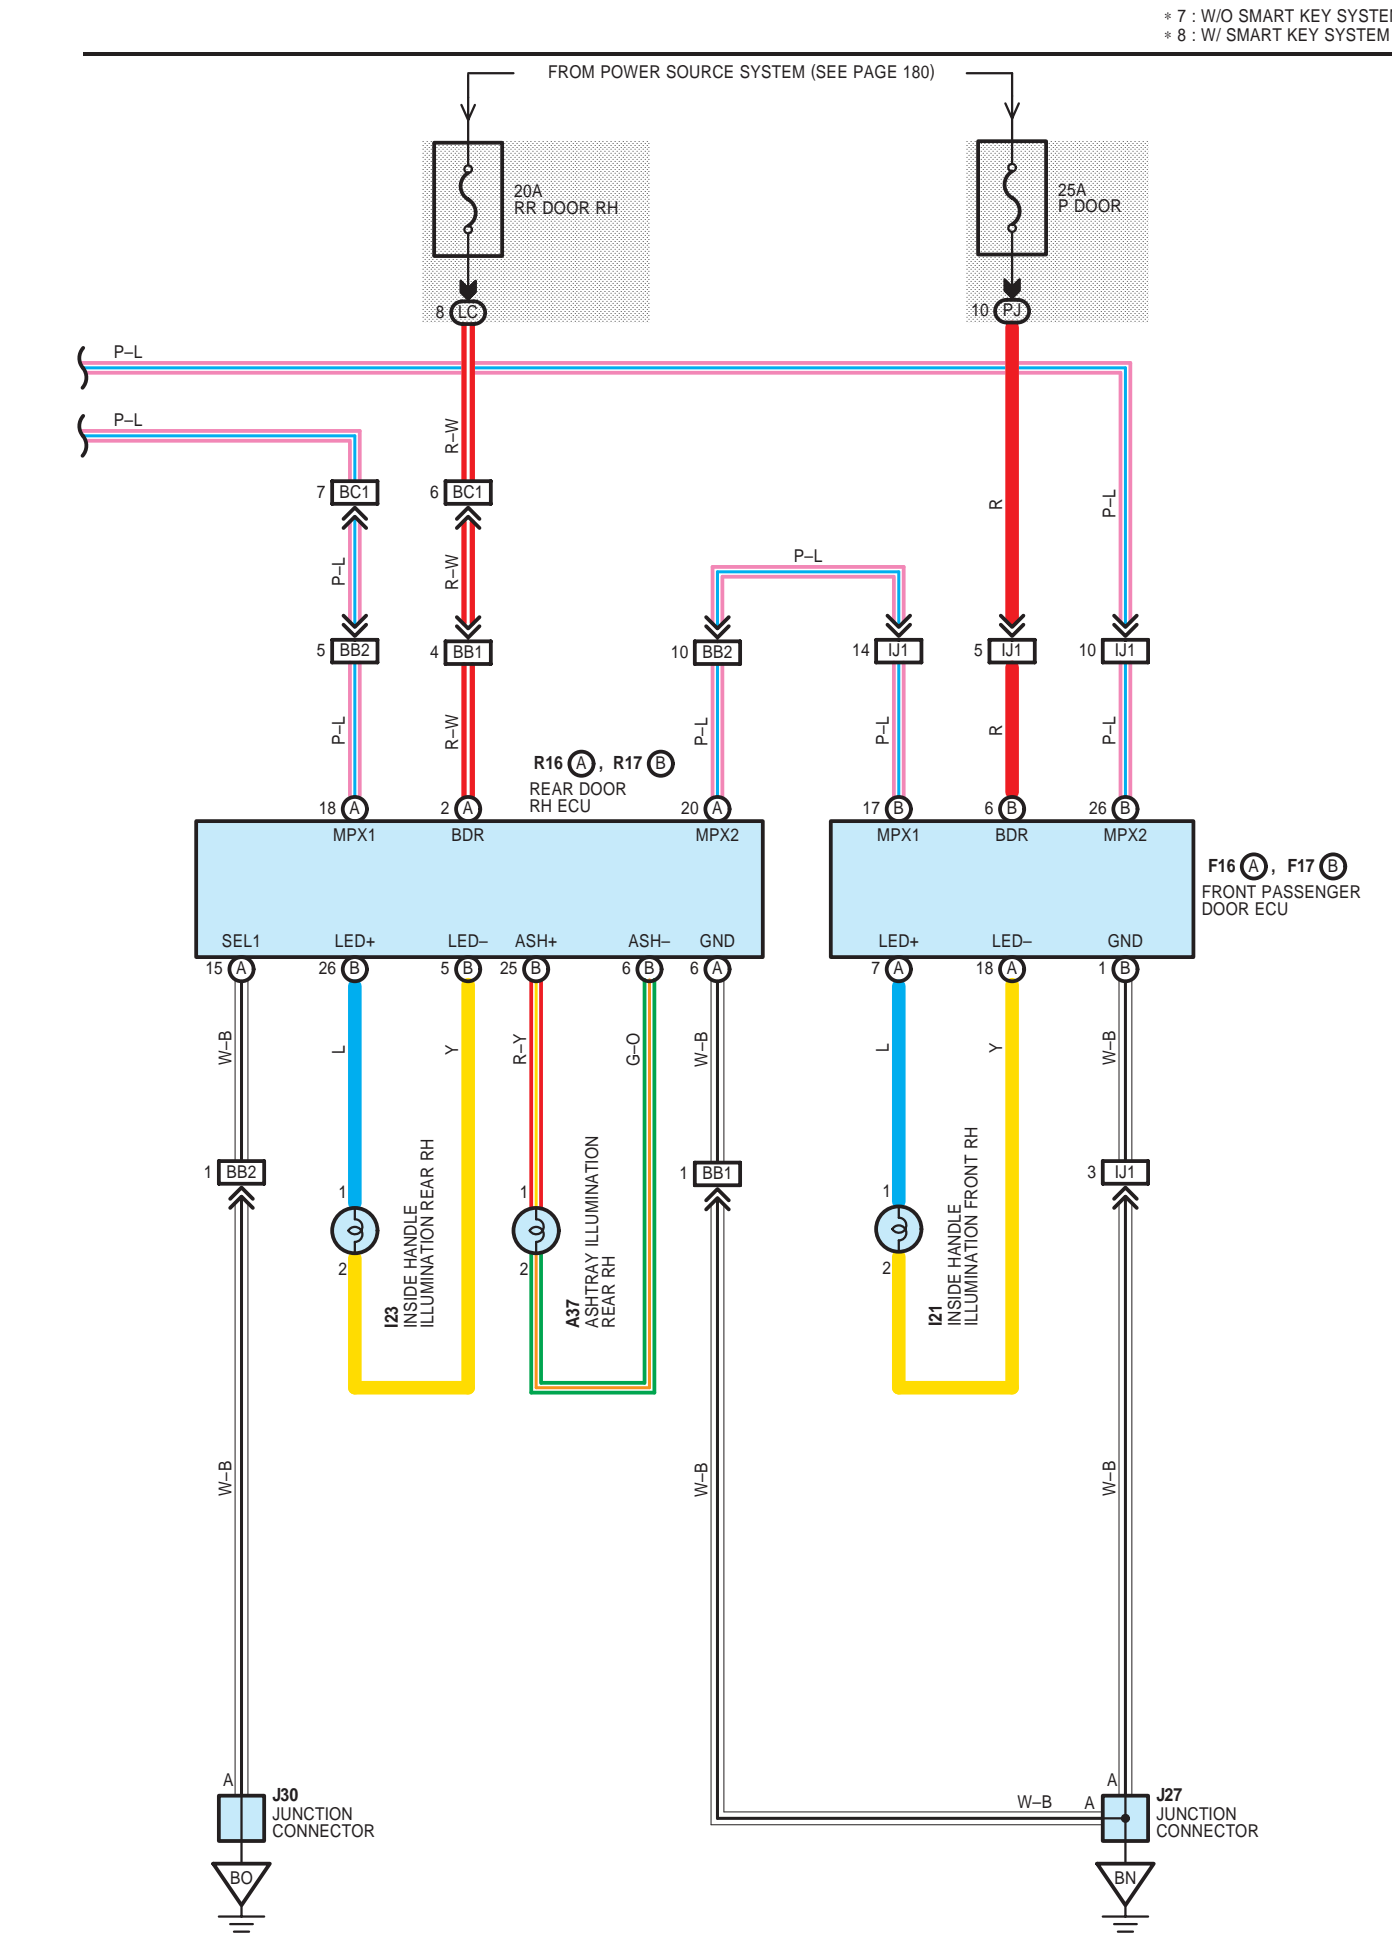 * 7 : W/O SMART KEY SYSTEM
* 8 : W/ SMART KEY SYSTEM
FROM POWER SOURCE SYSTEM (SEE PAGE 180)
20A
RR DOOR RH
25A
P DOOR
8 LC
10 PJ
P–L
P–L
R–W
7 BC1
6 BC1
R
P–L
P–L
R–W
P–L
5 BB2
4 BB1
10 BB2
14 IJ1
5 IJ1
10 IJ1
P–L
R–W
P–L
P–L
R
P–L
R16 A , R17 B
REAR DOOR
RH ECU
18 A
2 A
20 A
17 B
6 B
26 B
MPX1
BDR
MPX2
MPX1
BDR
MPX2
F16 A , F17 B
FRONT PASSENGER
DOOR ECU
SEL1
LED+
LED–
ASH+
ASH–
GND
LED+
LED–
GND
15 A
26 B
5 B
25 B
6 B
6 A
7 A
18 A
1 B
W–B
L
Y
R–Y
G–O
W–B
L
Y
W–B
1 BB2
1 BB1
3 IJ1
1
2
I23
INSIDE HANDLE
ILLUMINATION REAR RH
1
2
A37
ASHTRAY ILLUMINATION
REAR RH
1
2
I21
INSIDE HANDLE
ILLUMINATION FRONT RH
W–B
W–B
W–B
A
J30
JUNCTION
CONNECTOR
W–B
A
A
J27
JUNCTION
CONNECTOR
BO
BN